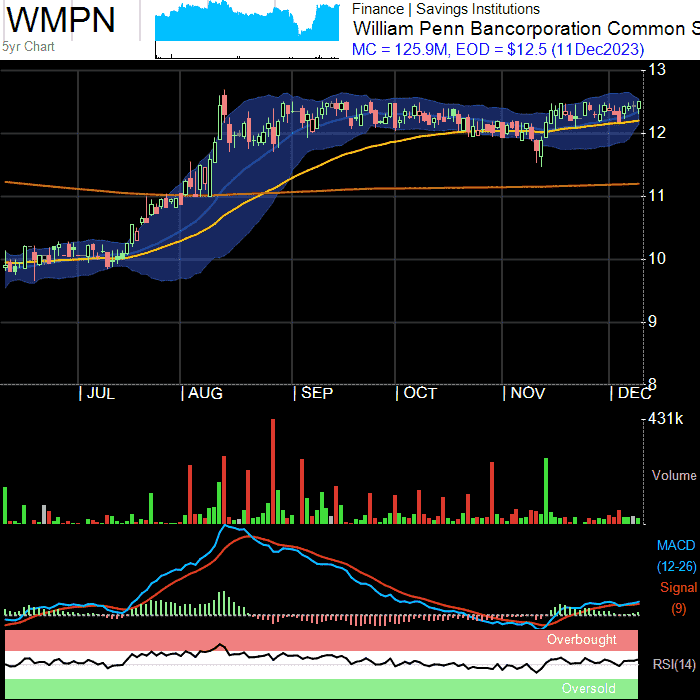 WMPN
5yr Chart
Finance | Savings Institutions
William Penn Bancorporation Common S
MC = 125.9M, EOD = $12.5 (11Dec2023)
13
12
11
10
9
8
| JUL | AUG | SEP | OCT | NOV | DEC
431k
Volume
MACD
(12-26)
Signal
(9)
Overbought
RSI(14)
Oversold